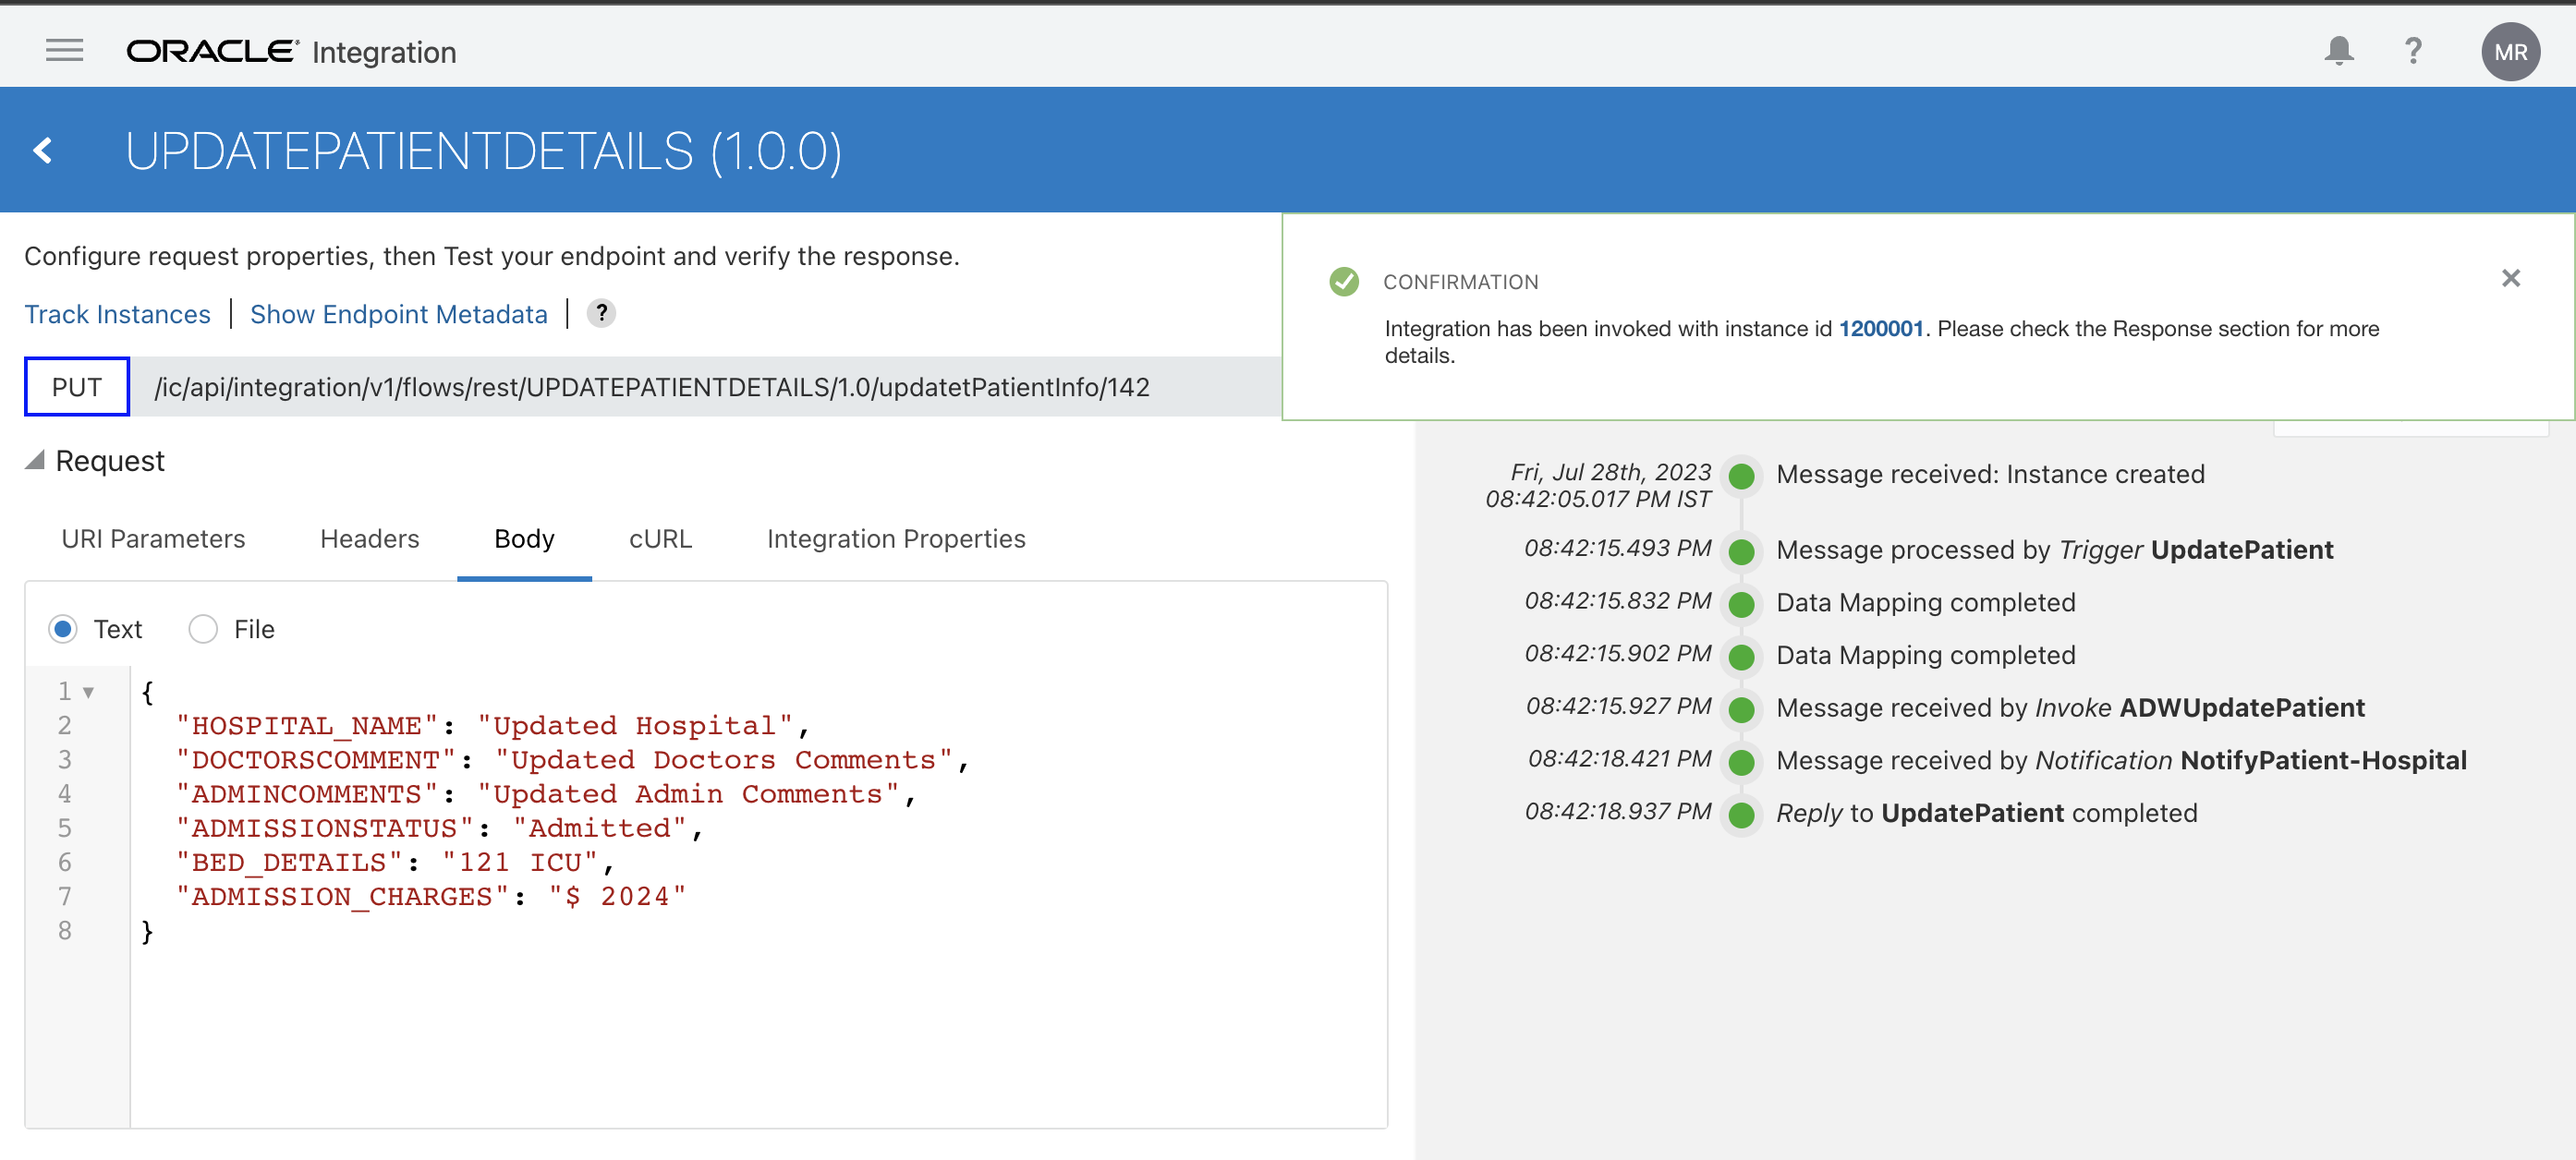 ORACLE Integration
? MR
UPDATEPATIENTDETAILS (1.0.0)
Configure request properties, then Test your endpoint and verify the response.
Track Instances | Show Endpoint Metadata | ?
PUT /ic/api/integration/v1/flows/rest/UPDATEPATIENTDETAILS/1.0/updatetPatientInfo/142
CONFIRMATION
Integration has been invoked with instance id 1200001. Please check the Response section for more
details.
Request
URI Parameters Headers Body cURL Integration Properties
Text File
1 {
2 "HOSPITAL_NAME": "Updated Hospital",
3 "DOCTORSCOMMENT": "Updated Doctors Comments",
4 "ADMINCOMMENTS": "Updated Admin Comments",
5 "ADMISSIONSTATUS": "Admitted",
6 "BED_DETAILS": "121 ICU",
7 "ADMISSION_CHARGES": "$ 2024"
8 }
Fri, Jul 28th, 2023
08:42:05.017 PM IST Message received: Instance created
08:42:15.493 PM Message processed by Trigger UpdatePatient
08:42:15.832 PM Data Mapping completed
08:42:15.902 PM Data Mapping completed
08:42:15.927 PM Message received by Invoke ADWUpdatePatient
08:42:18.421 PM Message received by Notification NotifyPatient-Hospital
08:42:18.937 PM Reply to UpdatePatient completed